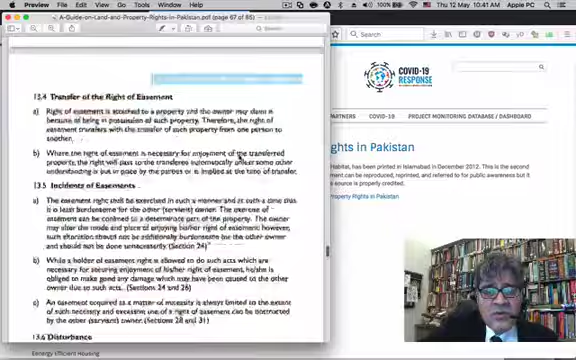 Preview File Edit View Go Tools Window Help
Thu 12 May 10:41 AM Apple PC
A-Guide-on-Land-and-Property-Rights-in-Pakistan.pdf (page 67 of 85)
Search
Search
COVID-19
RESPONSE
PARTNERS COVID-19 PROJECT MONITORING DATABASE / DASHBOARD
ghts in Pakistan
Habitat, has been printed in Islamabad in December 2012. This is the second
ment can be reproduced, reprinted, and referred to for public awareness but it
e source is properly credited.
Property Rights in Pakistan
13.4 Transfer of the Right of Easement
a) Right of easement is attached to a property and the owner may claim it
because of being in possession of such property. Therefore, the right of
easement transfers with the transfer of such property from one person to
another.
b) Where the right of easement is necessary for enjoyment of the transferred
property, the right will pass to the transferee automatically unless some other
understanding is put in place by the parties or is implied at the time of transfer.
13.5 Incidents of Easements
a) The easement right shall be exercised in such a manner and at such a time that
it is least burdensome for the other (servient) owner. The exercise of
easement can be confined to a determinate part of the property. The owner
may alter the mode and place of enjoying his/her right of easement; however,
such alteration should not be additionally burdensome for the other owner
and should not be done unnecessarily (Section 24)
b) While a holder of easement right is allowed to do such acts which are
necessary for securing enjoyment of his/her right of easement, he/she is
obliged to make good any damage which may have been caused to the other
owner due to such acts. (Sections 24 and 26)
c) An easement acquired as a matter of necessity is always limited to the extent
of such necessity and excessive use of a right of easement can be obstructed
by the other (servient) owner. (Sections 28 and 31)
13.6 Disturbance
Eenergy Efficient Housing